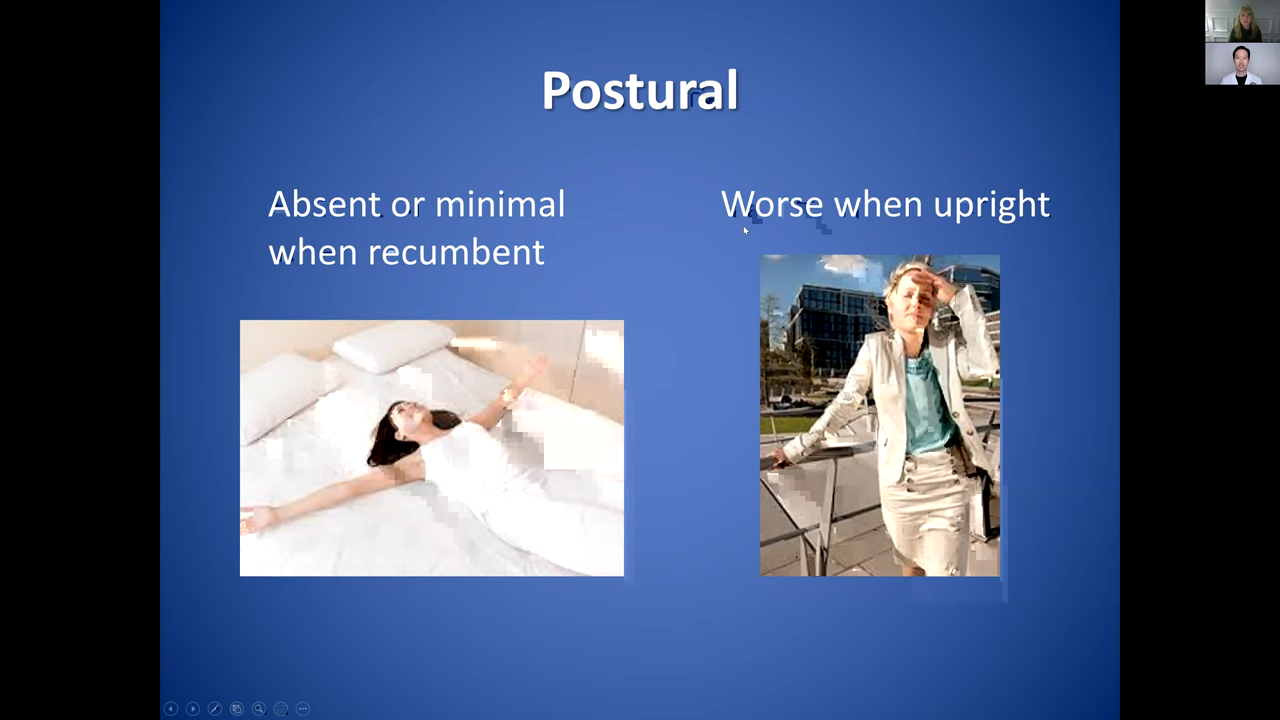 Postural
Absent or minimal
when recumbent
Worse when upright